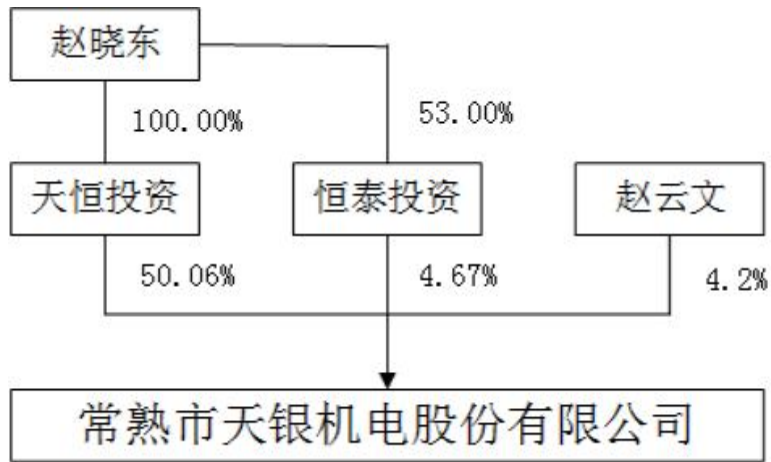 赵晓东
100.00%
53.00%
天恒投资
恒泰投资
赵云文
50.06%
4.67%
4.2%
常熟市天银机电股份有限公司